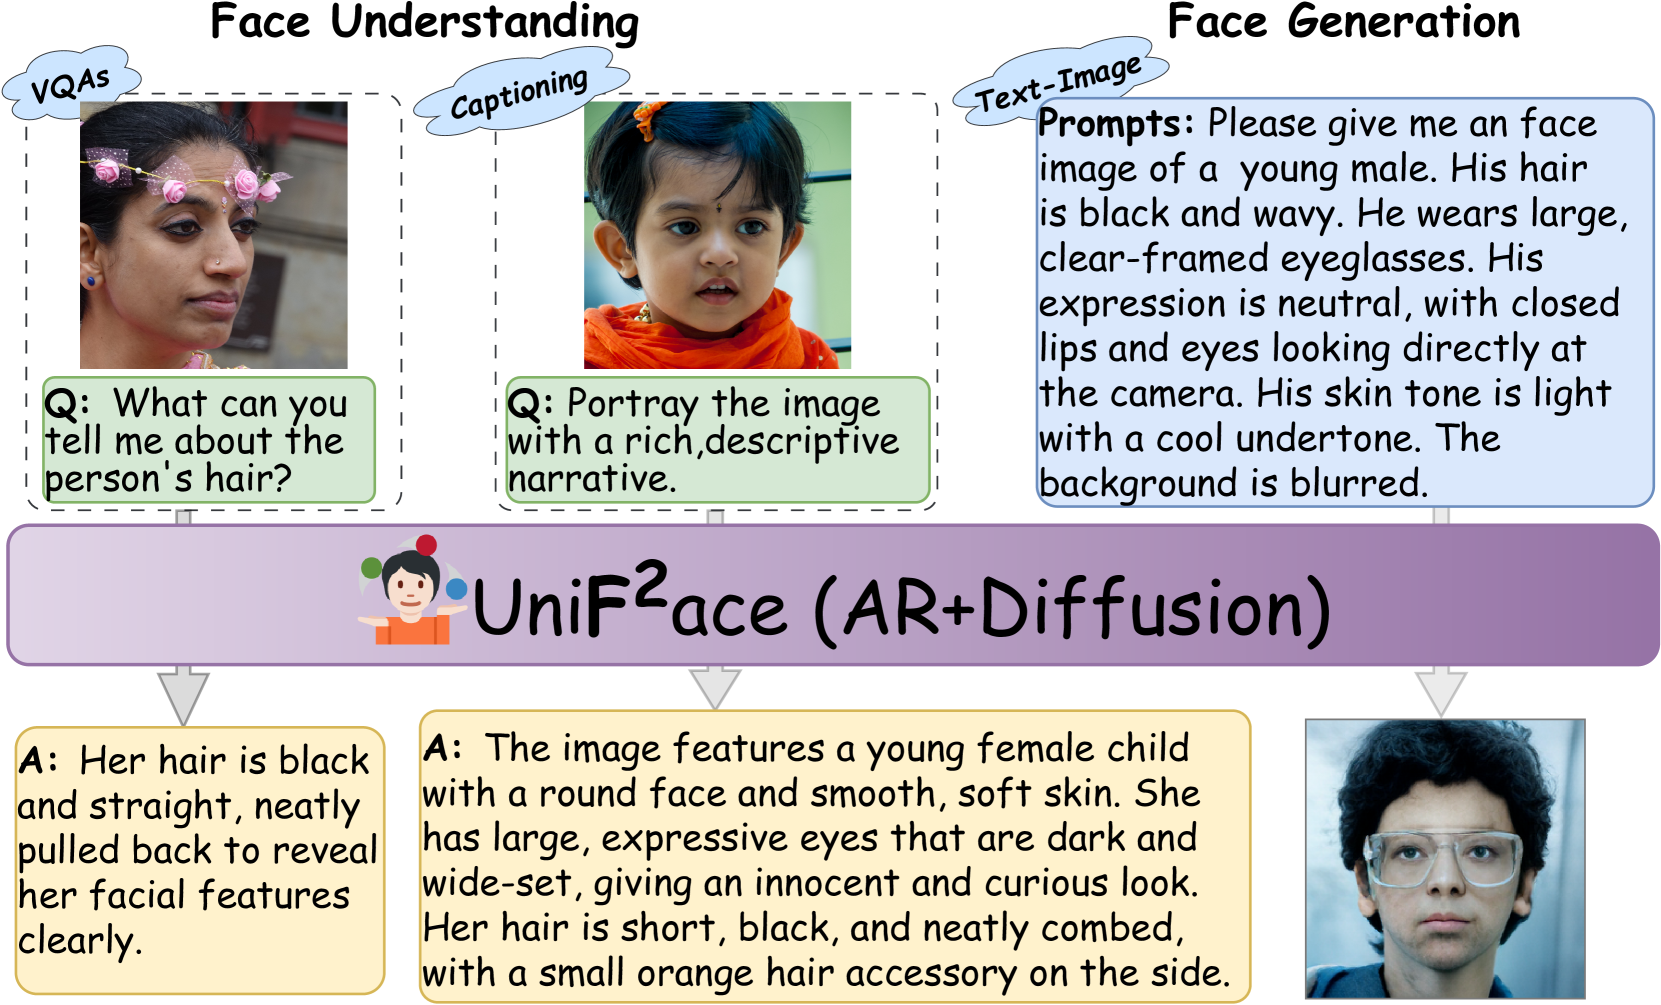 Face Understanding
Face Generation
VQAs
Captioning
Text-Image
Q: What can you
tell me about the
person's hair?
Q: Portray the image
with a rich,descriptive
narrative.
Prompts: Please give me an face
image of a young male. His hair
is black and wavy. He wears large,
clear-framed eyeglasses. His
expression is neutral, with closed
lips and eyes looking directly at
the camera. His skin tone is light
with a cool undertone. The
background is blurred.
UniF²ace (AR+Diffusion)
A: Her hair is black
and straight, neatly
pulled back to reveal
her facial features
clearly.
A: The image features a young female child
with a round face and smooth, soft skin. She
has large, expressive eyes that are dark and
wide-set, giving an innocent and curious look.
Her hair is short, black, and neatly combed,
with a small orange hair accessory on the side.